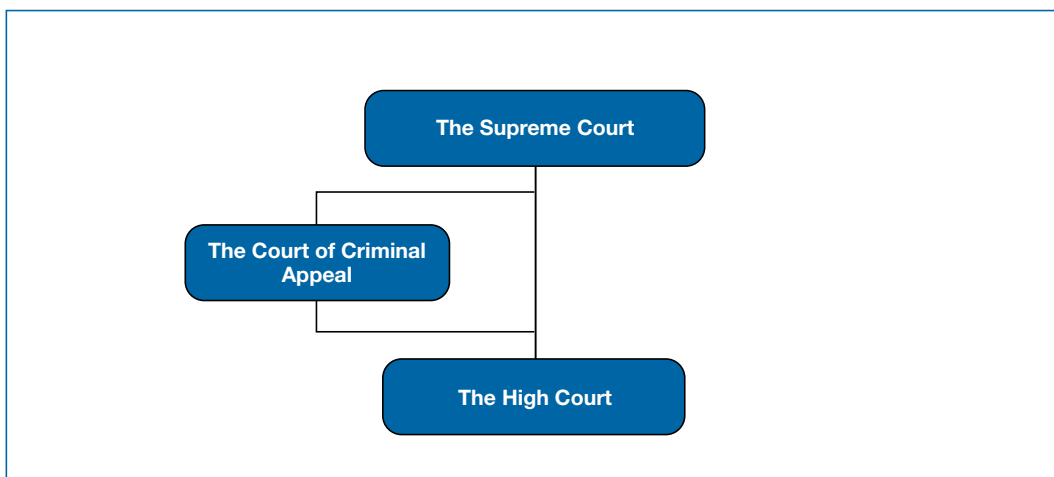 The Supreme Court
The Court of Criminal
Appeal
The High Court